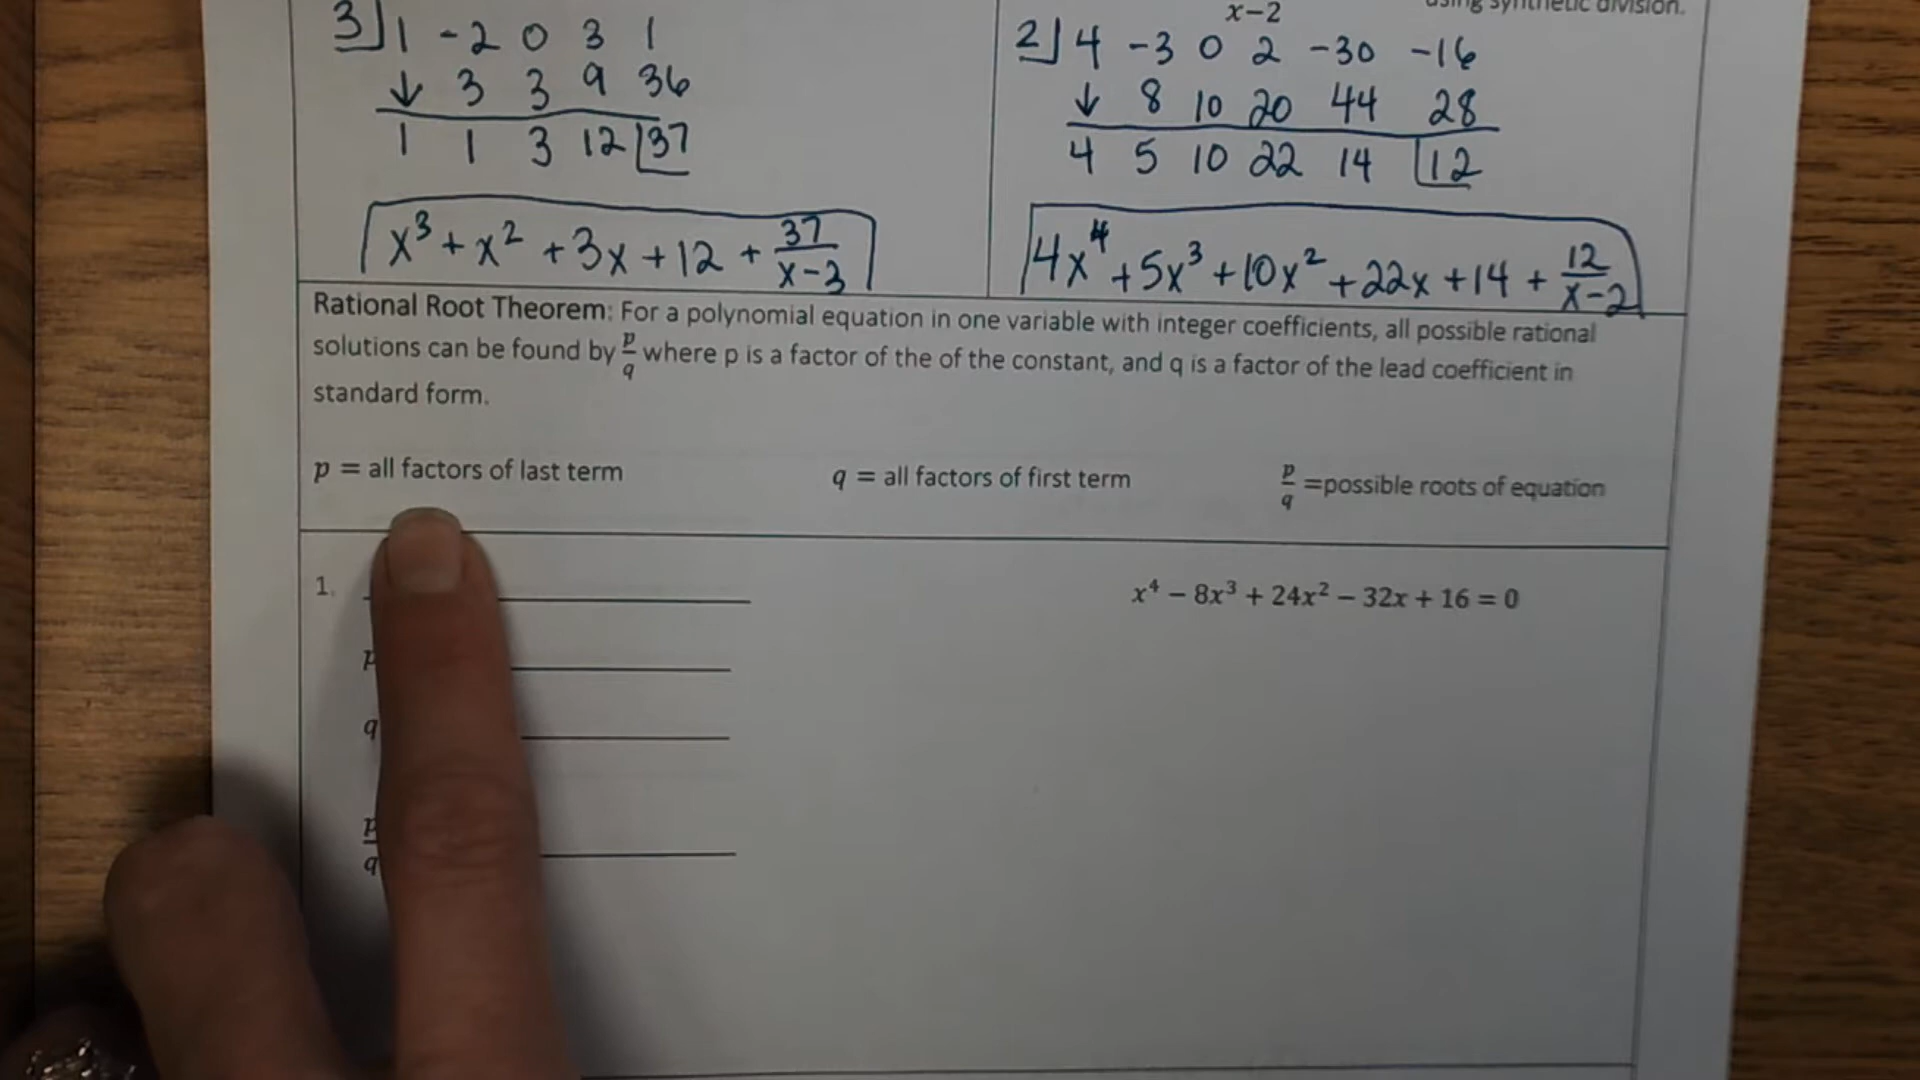 using synthetic division.
x-2
3 1 -2 0 3 1
↓ 3 3 9 36
1 1 3 12 37
x³ + x² + 3x + 12 + 37/x-3
2 4 -3 0 2 -30 -16
↓ 8 10 20 44 28
4 5 10 22 14 12
4x⁴ + 5x³ + 10x² + 22x + 14 + 12/x-2
Rational Root Theorem: For a polynomial equation in one variable with integer coefficients, all possible rational
solutions can be found by p/q where p is a factor of the of the constant, and q is a factor of the lead coefficient in
standard form.
p = all factors of last term
q = all factors of first term
p/q =possible roots of equation
1.
x⁴ − 8x³ + 24x² − 32x + 16 = 0
p
q
p/q